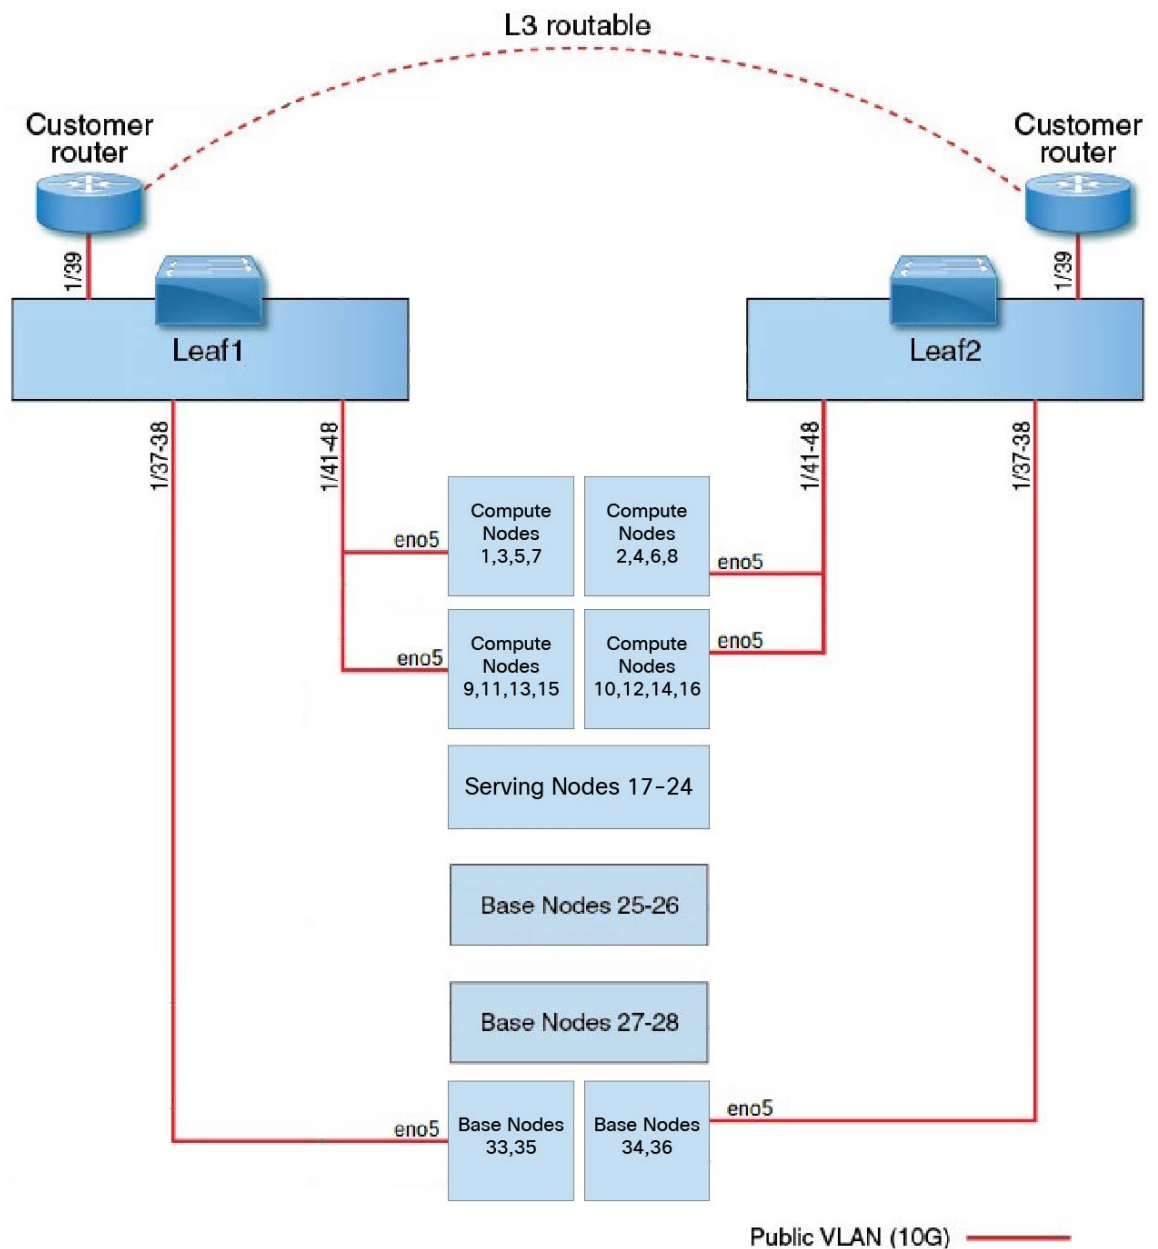 L3 routable
Customer
router
Customer
router
1/39
1/39
Leaf1
Leaf2
1/37-38
1/41-48
1/41-48
1/37-38
Compute
Nodes
1,3,5,7
Compute
Nodes
2,4,6,8
eno5
eno5
Compute
Nodes
9,11,13,15
Compute
Nodes
10,12,14,16
eno5
eno5
Serving Nodes 17-24
Base Nodes 25-26
Base Nodes 27-28
eno5
Base Nodes
33,35
Base Nodes
34,36
eno5
Public VLAN (10G)